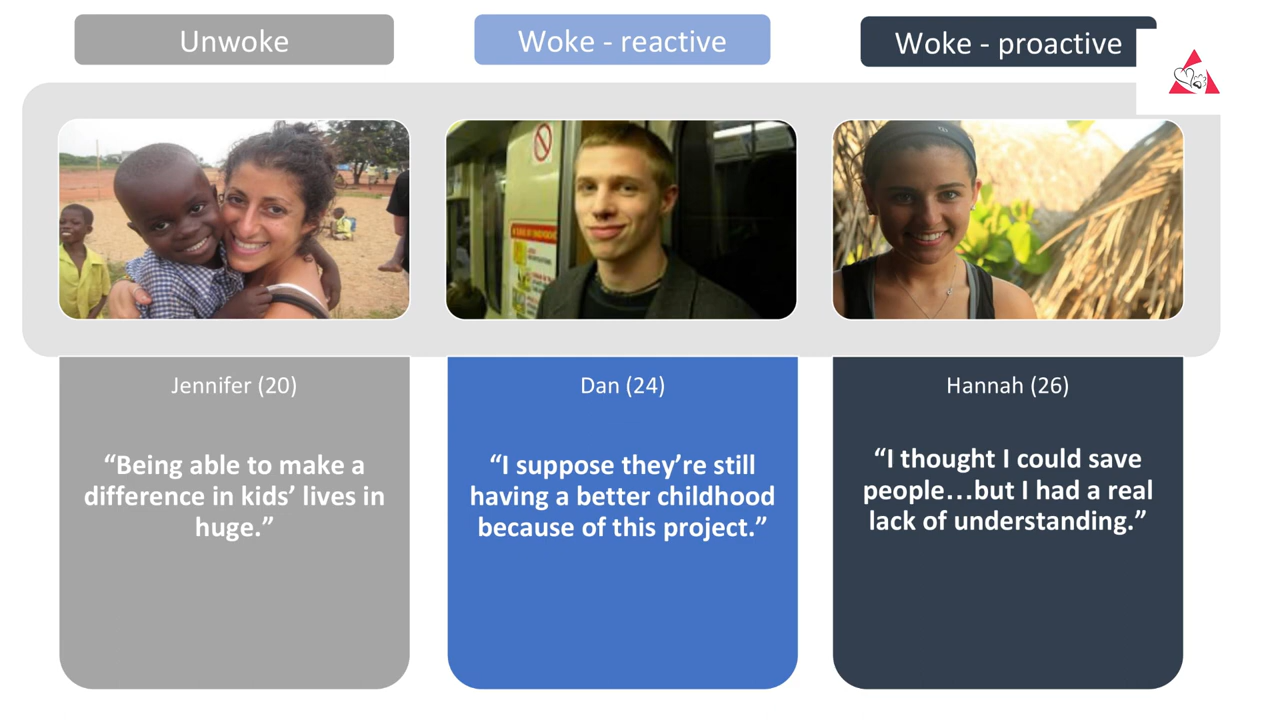 Unwoke
Woke - reactive
Woke - proactive
Jennifer (20)
“Being able to make a
difference in kids’ lives in
huge.”
Dan (24)
“I suppose they’re still
having a better childhood
because of this project.”
Hannah (26)
“I thought I could save
people…but I had a real
lack of understanding.”